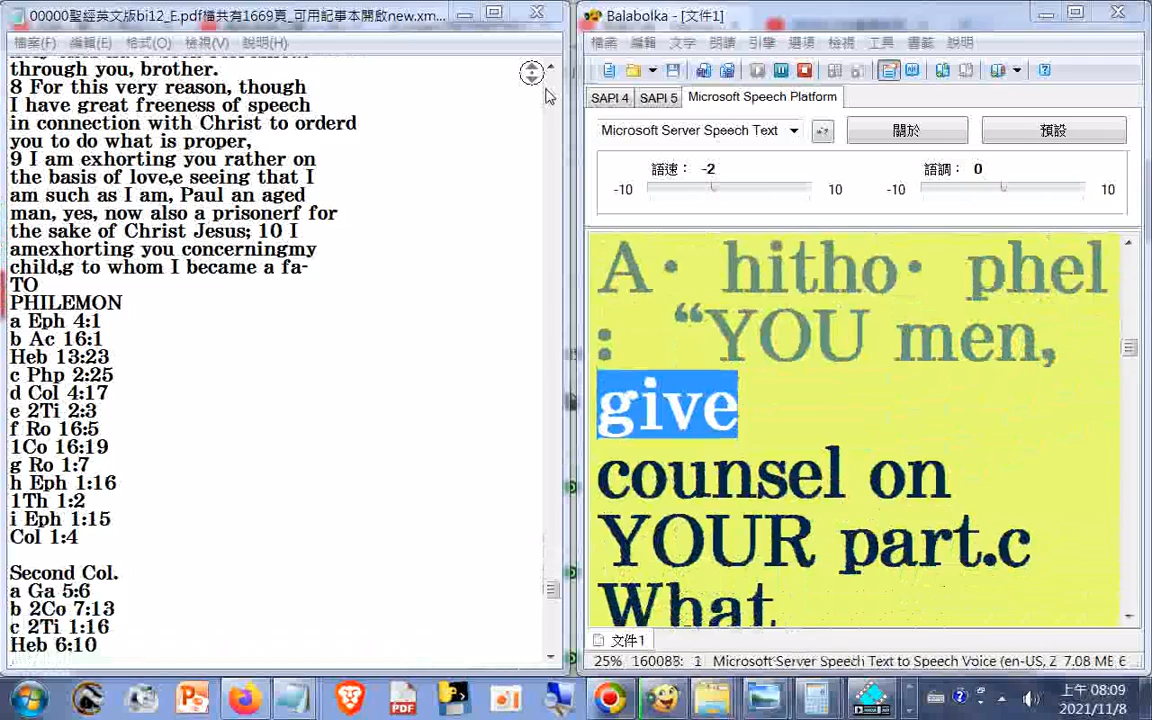 00000聖經英文版bi12_E.pdf檔共有1669頁_可用記事本開啟new.xm...
檔案(F) 編輯(E) 格式(O) 檢視(V) 說明(H)
through you, brother.
8 For this very reason, though
I have great freeness of speech
in connection with Christ to orderd
you to do what is proper,
9 I am exhorting you rather on
the basis of love,e seeing that I
am such as I am, Paul an aged
man, yes, now also a prisonerf for
the sake of Christ Jesus; 10 I
amexhorting you concerningmy
child,g to whom I became a fa-
TO
PHILEMON
a Eph 4:1
b Ac 16:1
Heb 13:23
c Php 2:25
d Col 4:17
e 2Ti 2:3
f Ro 16:5
1Co 16:19
g Ro 1:7
h Eph 1:16
1Th 1:2
i Eph 1:15
Col 1:4
Second Col.
a Ga 5:6
b 2Co 7:13
c 2Ti 1:16
Heb 6:10
Balabolka - [文件1]
檔案 編輯 文字 朗讀 引擎 選項 檢視 工具 書籤 說明
SAPI 4 SAPI 5 Microsoft Speech Platform
Microsoft Server Speech Text 關於 預設
語速： -2 語調： 0
-10 10 -10 10
A· hitho· phel
: “YOU men,
give
counsel on
YOUR part.c
What
文件1
25% 160083: 1 Microsoft Server Speech Text to Speech Voice (en-US, Z 7.08 MB 6
PDF
上午 08:09
2021/11/8